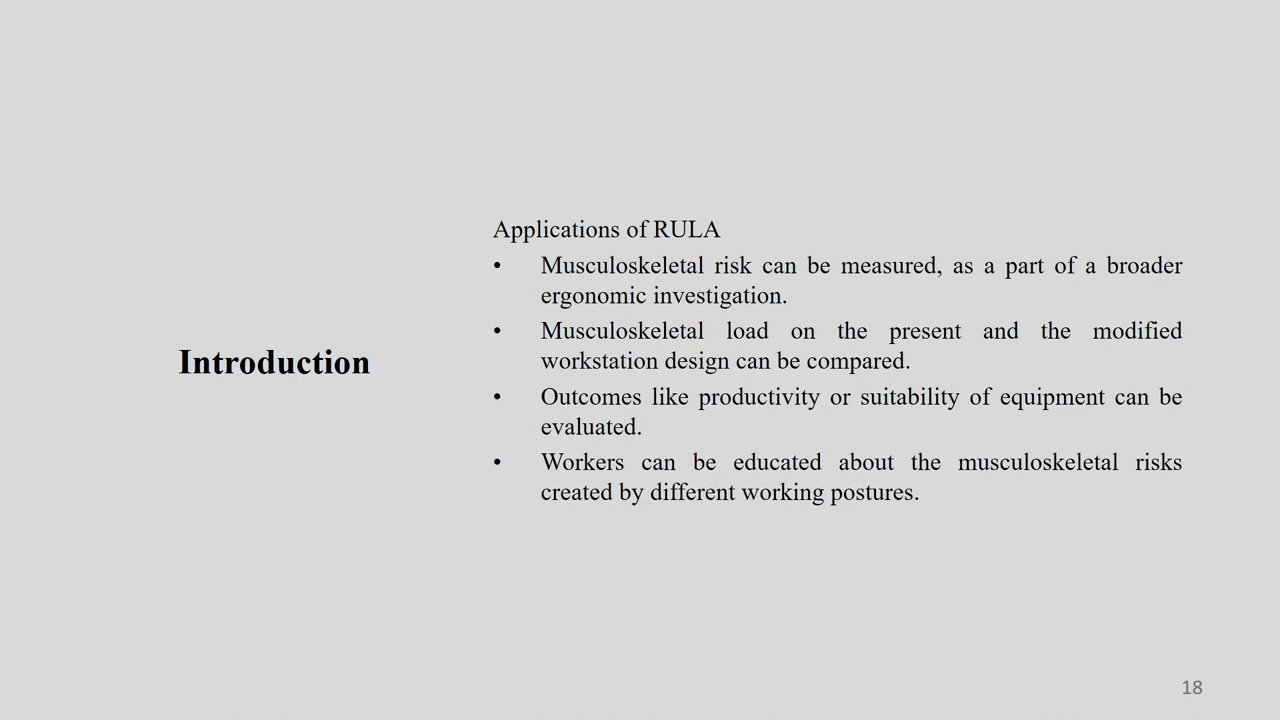 Introduction
Applications of RULA
• Musculoskeletal risk can be measured, as a part of a broader
ergonomic investigation.
• Musculoskeletal load on the present and the modified
workstation design can be compared.
• Outcomes like productivity or suitability of equipment can be
evaluated.
• Workers can be educated about the musculoskeletal risks
created by different working postures.
18